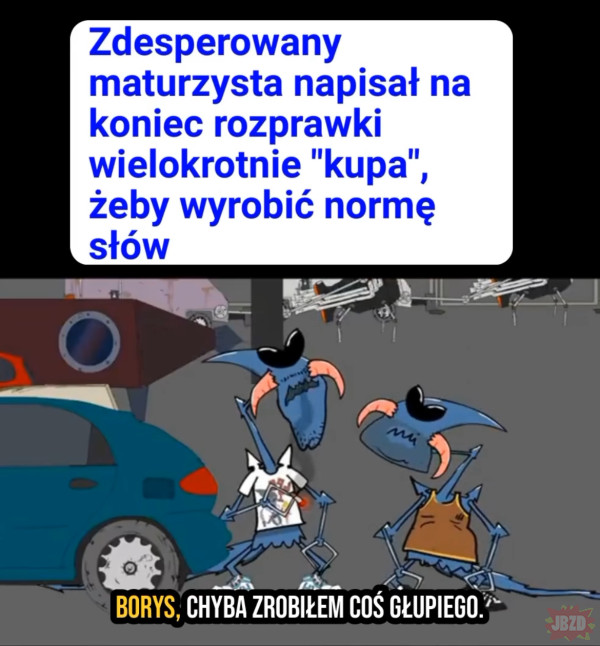 Zdesperowany
maturzysta napisał na
koniec rozprawki
wielokrotnie "kupa",
żeby wyrobić normę
słów
BORYS, CHYBA ZROBIŁEM COŚ GŁUPIEGO.
JBZD